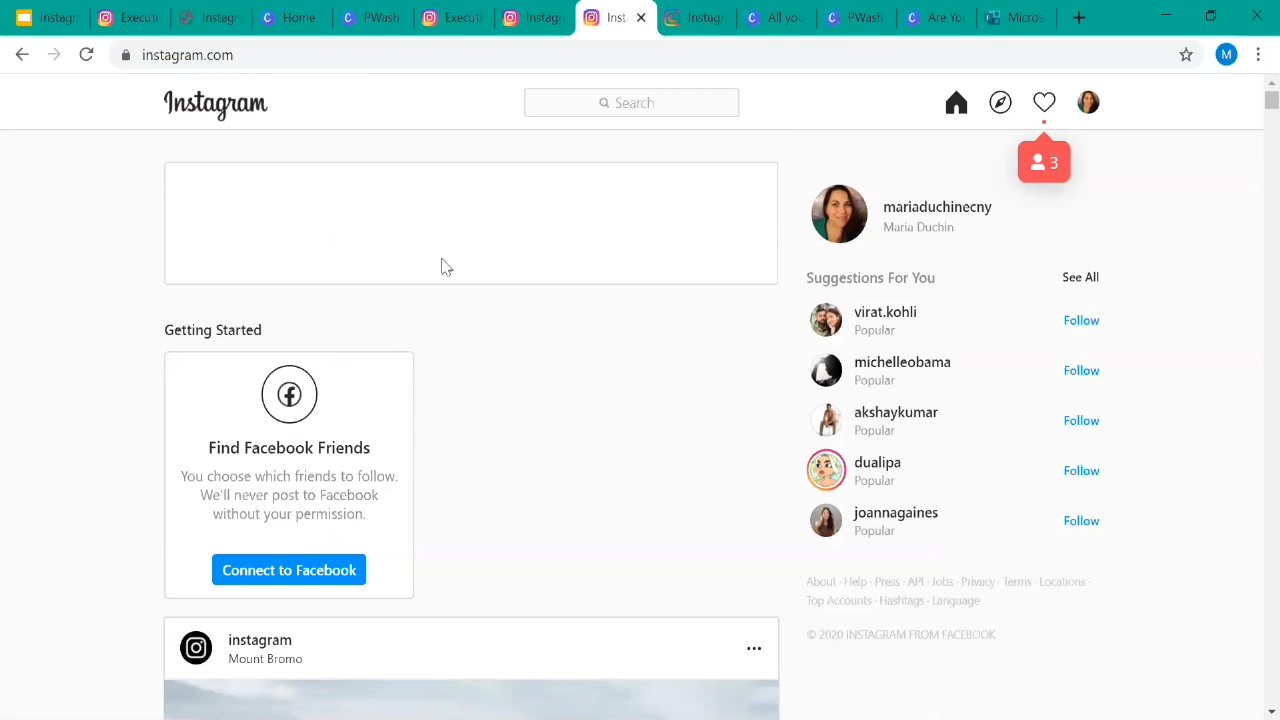 Instagr
Executi
Instagr
Home
PWash
Executi
Instagr
Inst
Instagr
All you
PWash
Are You
Micros
instagram.com
M
Instagram
Search
3
mariaduchinecny
Maria Duchin
Suggestions For You
See All
virat.kohli
Follow
Popular
Getting Started
michelleobama
Follow
Popular
akshaykumar
Follow
Popular
Find Facebook Friends
dualipa
Follow
Popular
You choose which friends to follow.
We'll never post to Facebook
without your permission.
joannagaines
Follow
Popular
Connect to Facebook
About · Help · Press · API · Jobs · Privacy · Terms · Locations ·
Top Accounts · Hashtags · Language
© 2020 INSTAGRAM FROM FACEBOOK
instagram
Mount Bromo